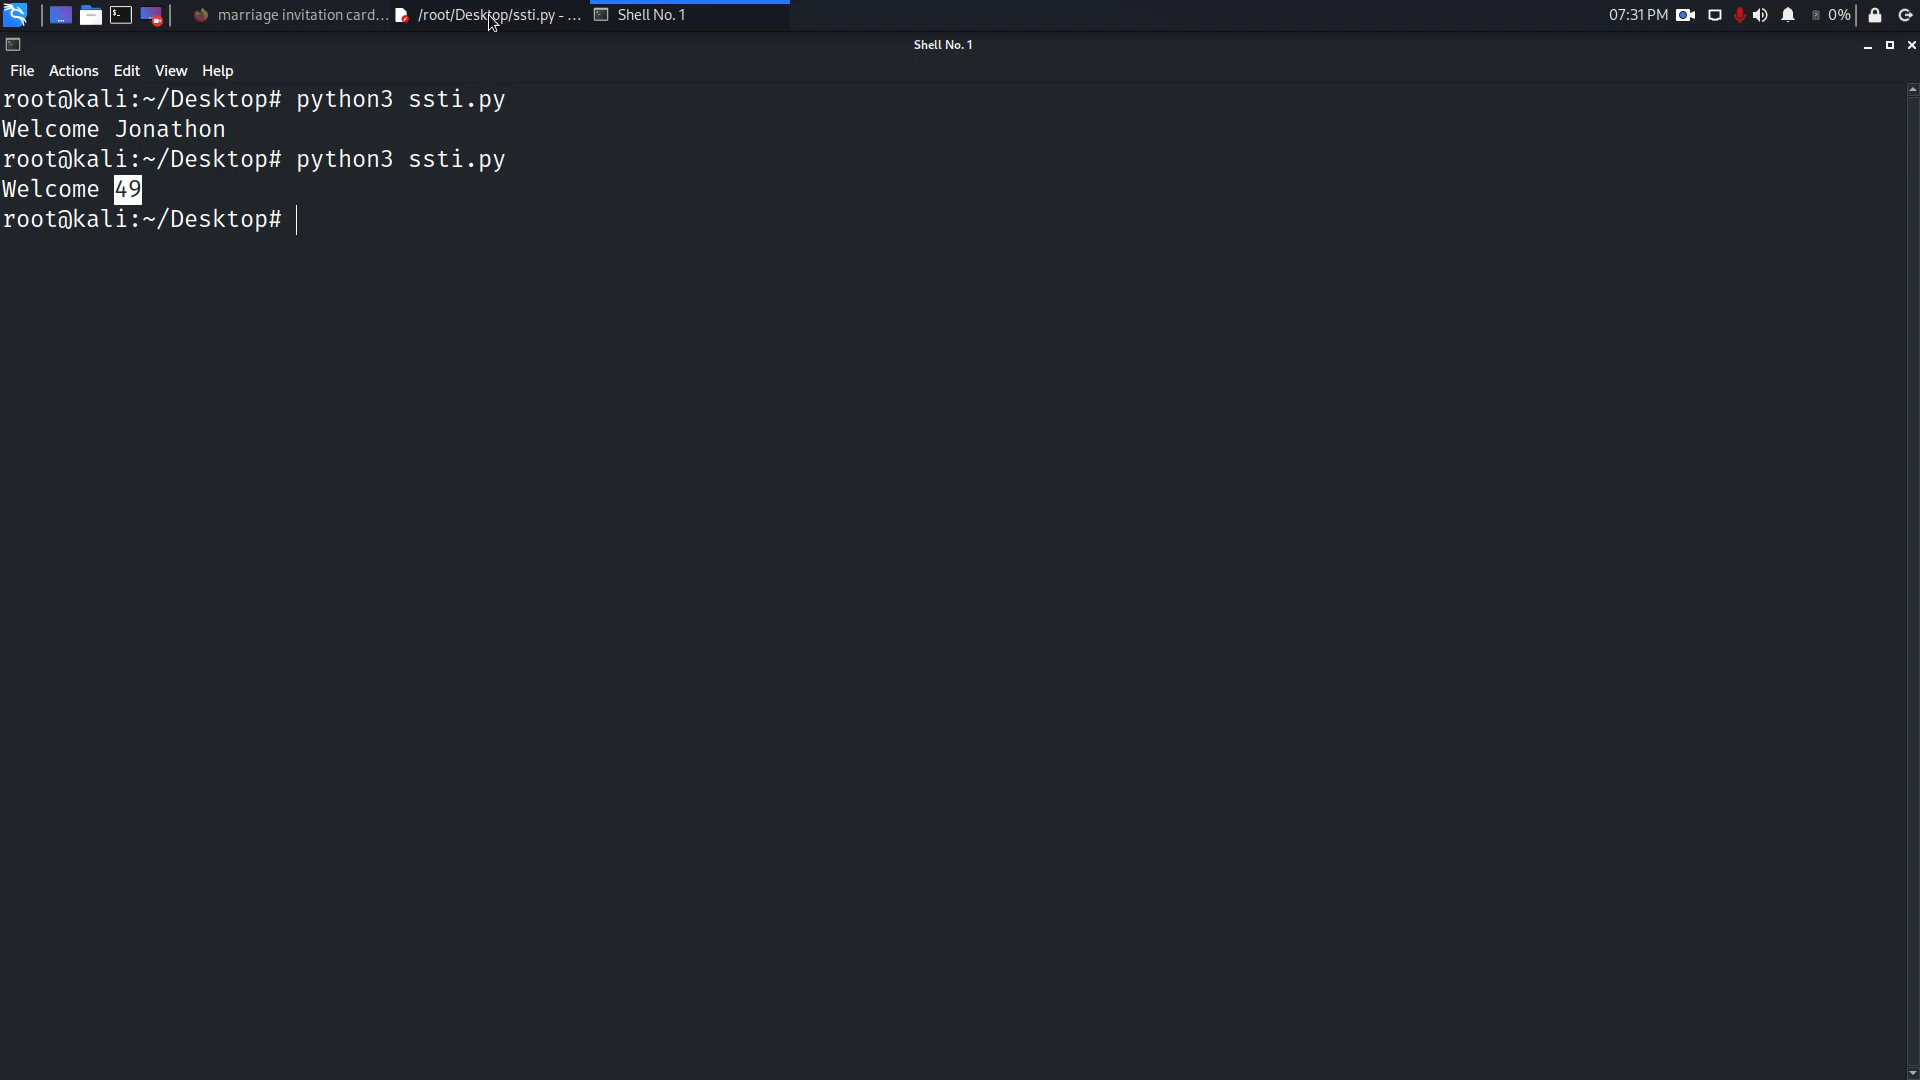 marriage invitation card... /root/Desktop/ssti.py - ... Shell No. 1 07:31 PM 0%
Shell No. 1
File Actions Edit View Help
root@kali:~/Desktop# python3 ssti.py
Welcome Jonathon
root@kali:~/Desktop# python3 ssti.py
Welcome 49
root@kali:~/Desktop#